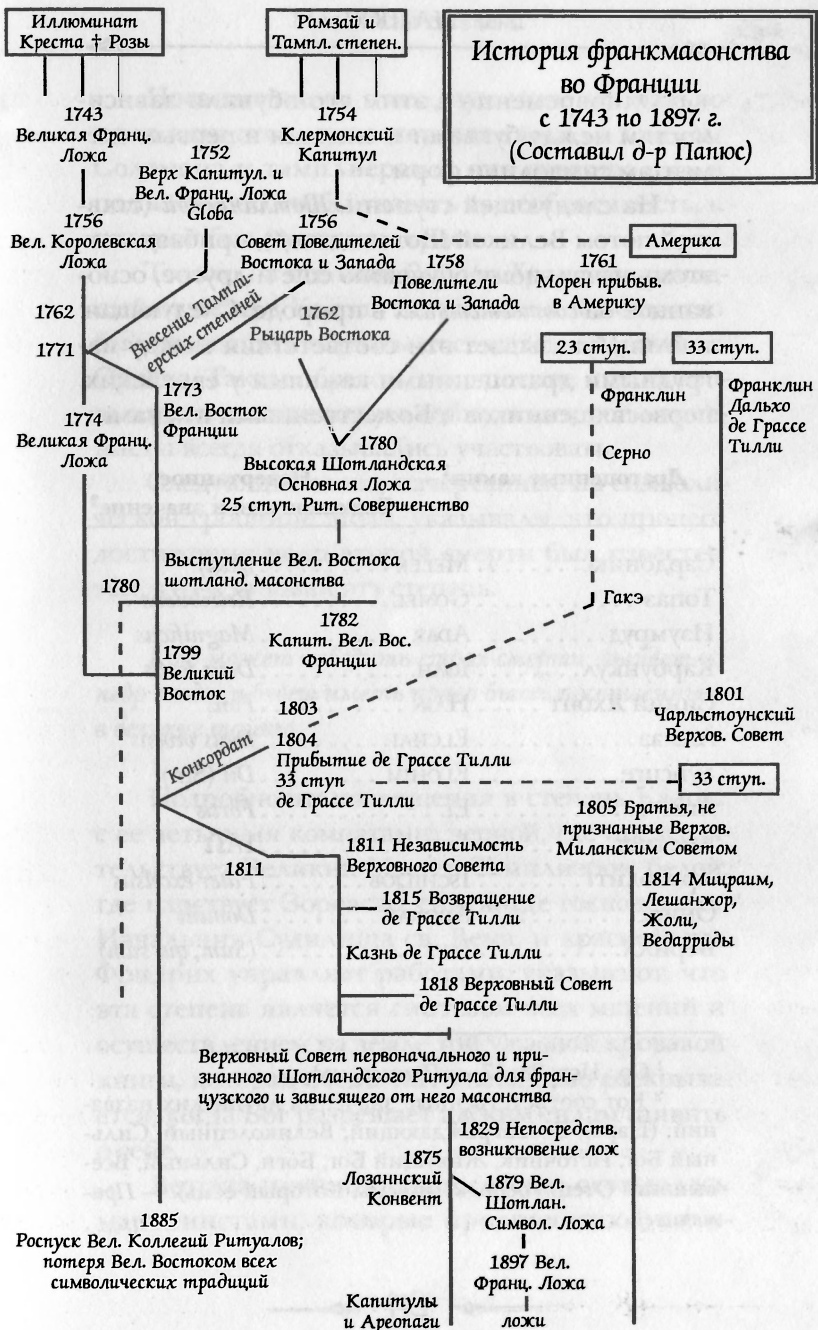 Иллюминат
Креста † Розы
Рамзай и
Тампл. степен.
История франкмасонства
во Франции
с 1743 по 1897 г.
(Составил д-р Папюс)
1743
Великая Франц.
Ложа
1752
Верх Капитул. и
Вел. Франц. Ложа
Globa
1754
Клермонский
Капитул
1756
Вел. Королевская
Ложа
1756
Совет Повелителей
Востока и Запада
1758
Повелители
Востока и Запада
Америка
1761
Морен прибыв.
в Америку
1762
1771
Внесение Тампли-
ерских степеней
1762
Рыцарь Востока
23 ступ.
33 ступ.
Франклин
Франклин
Дальхо
де Грассе
Тилли
1773
Вел. Восток
Франции
1774
Великая Франц.
Ложа
Серно
1780
Высокая Шотландская
Основная Ложа
25 ступ. Рит. Совершенство
1780
Выступление Вел. Востока
шотланд. масонства
Гакэ
1782
Капит. Вел. Вос.
Франции
1799
Великий
Восток
1801
Чарльстоунский
Верхов. Совет
1803
Конкордат
1804
Прибытие де Грассе Тилли
33 ступ
де Грассе Тилли
33 ступ.
1805 Братья, не
признанные Верхов.
Миланским Советом
1811
1811 Независимость
Верховного Совета
1814 Мицраим,
Лешанжор,
Жоли,
Ведарриды
1815 Возвращение
де Грассе Тилли
Казнь де Грассе Тилли
1818 Верховный Совет
де Грассе Тилли
Верховный Совет первоначального и при-
знанного Шотландского Ритуала для фран-
цузского и зависящего от него масонства
1829 Непосредств.
возникновение лож
1875
Лозаннский
Конвент
1879 Вел.
Шотлан.
Символ. Ложа
1885
Роспуск Вел. Коллегий Ритуалов;
потеря Вел. Востоком всех
символических традиций
1897 Вел.
Франц. Ложа
Капитулы
и Ареопаги
ложи